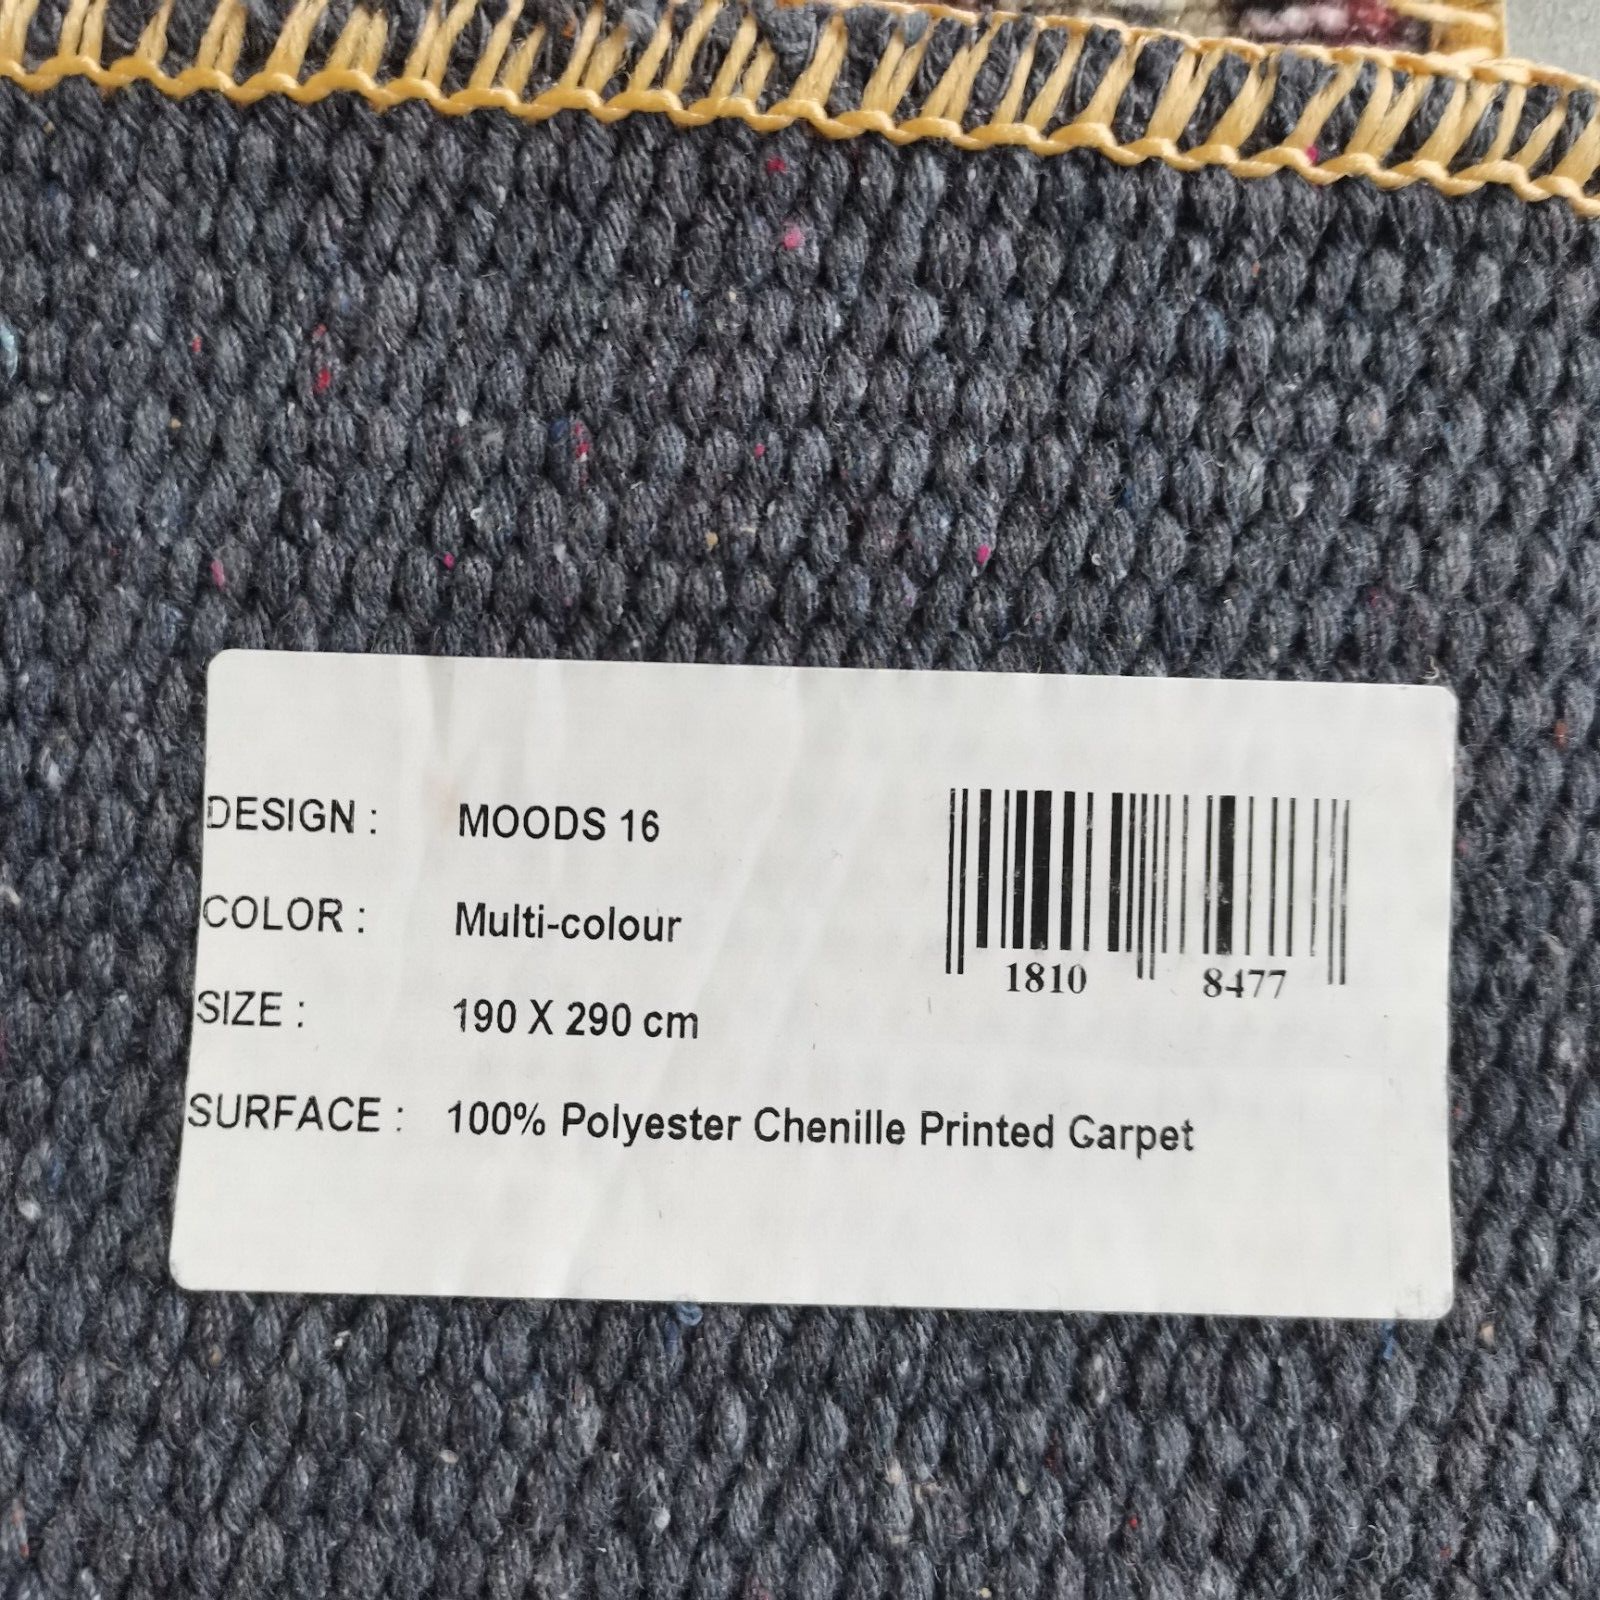 DESIGN : MOODS 16
COLOR : Multi-colour
SIZE : 190 X 290 cm
SURFACE : 100% Polyester Chenille Printed Carpet
1810 8477